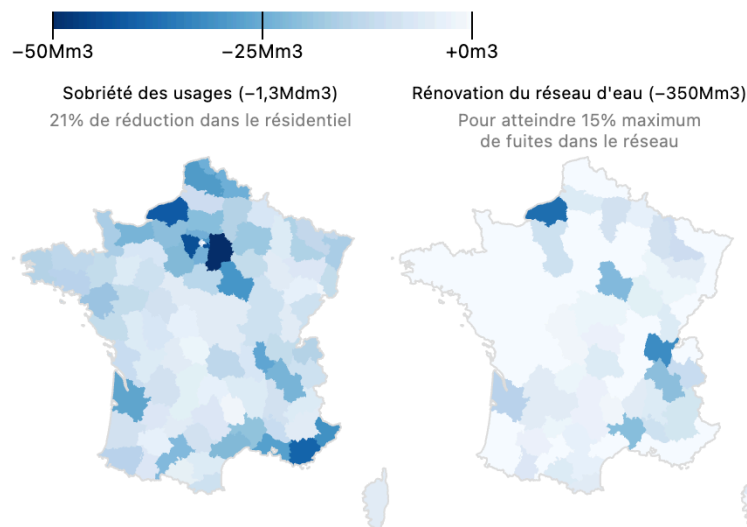 −50Mm3 −25Mm3 +0m3
Sobriété des usages (−1,3Mdm3)
21% de réduction dans le résidentiel
Rénovation du réseau d'eau (−350Mm3)
Pour atteindre 15% maximum
de fuites dans le réseau